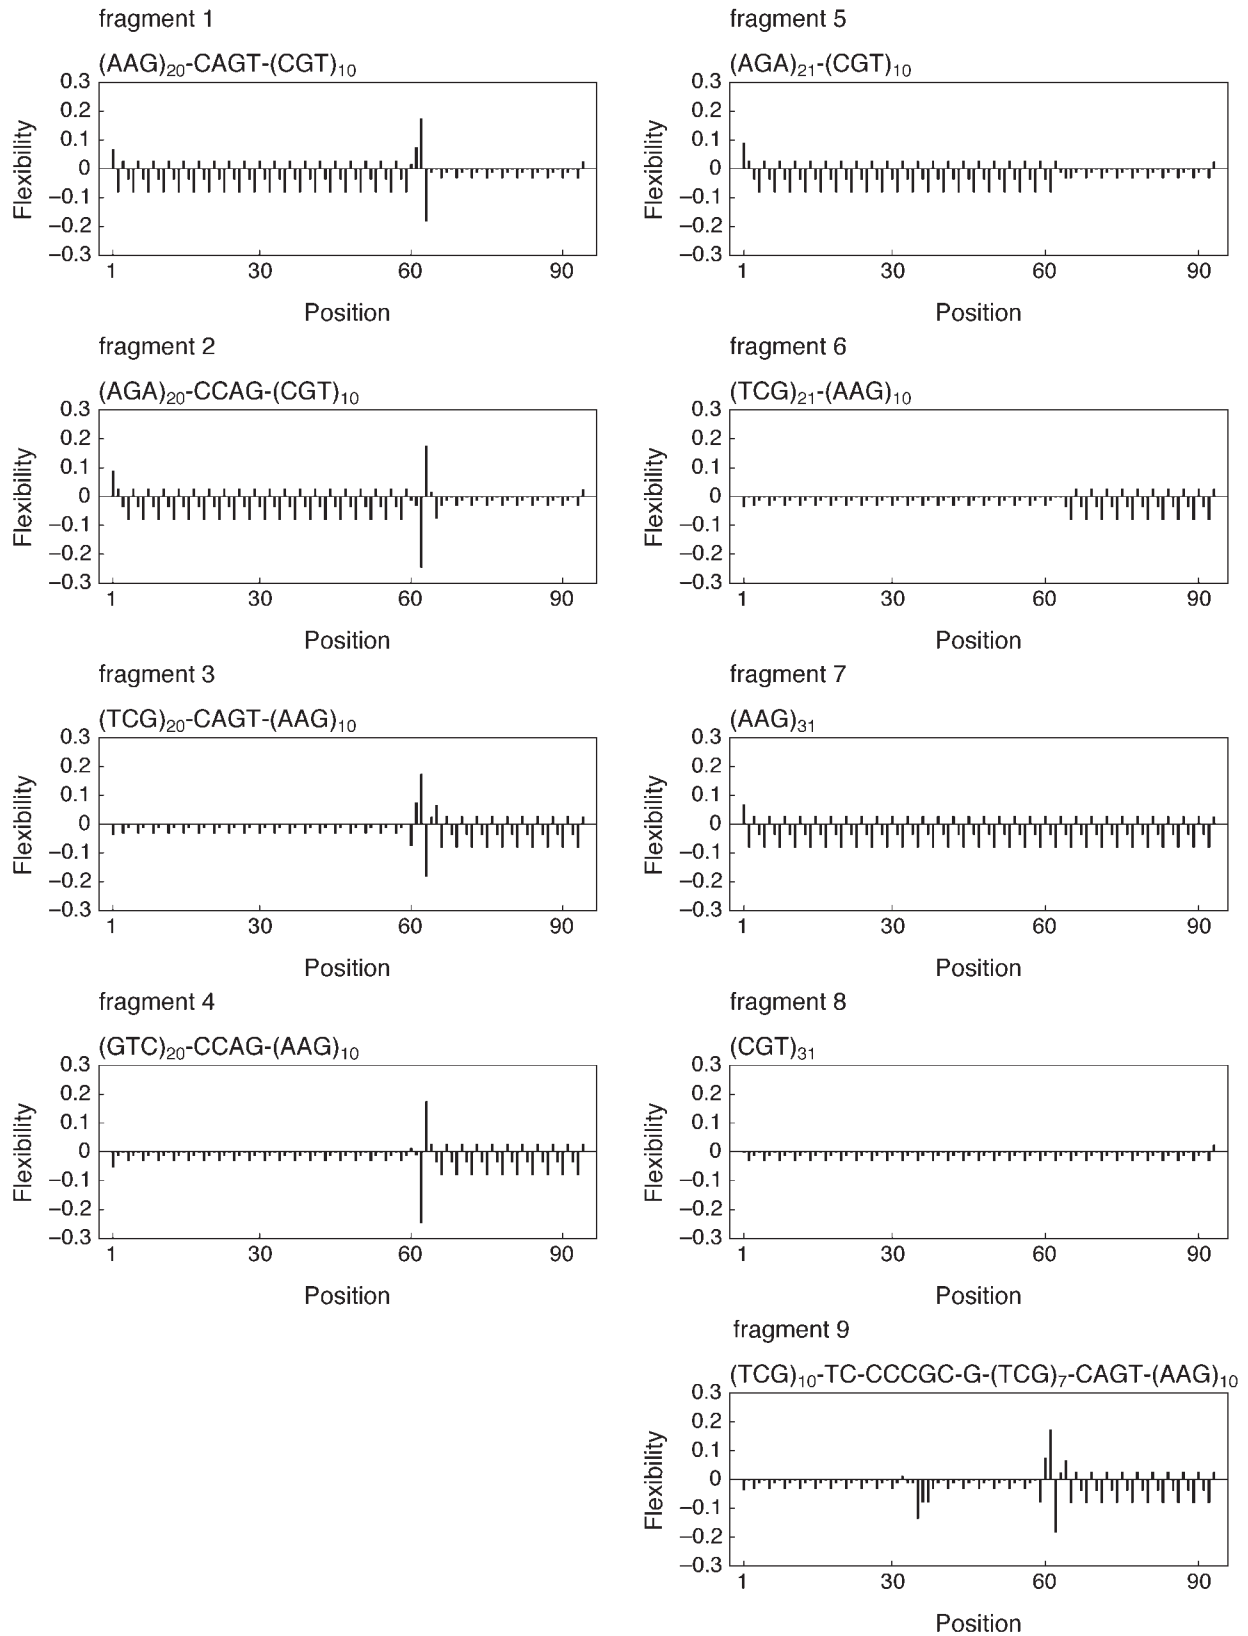 fragment 1
(AAG)20-CAGT-(CGT)10
0.3
0.2
0.1
0
−0.1
−0.2
−0.3
Flexibility
1 30 60 90
Position
fragment 2
(AGA)20-CCAG-(CGT)10
0.3
0.2
0.1
0
−0.1
−0.2
−0.3
Flexibility
1 30 60 90
Position
fragment 3
(TCG)20-CAGT-(AAG)10
0.3
0.2
0.1
0
−0.1
−0.2
−0.3
Flexibility
1 30 60 90
Position
fragment 4
(GTC)20-CCAG-(AAG)10
0.3
0.2
0.1
0
−0.1
−0.2
−0.3
Flexibility
1 30 60 90
Position
fragment 5
(AGA)21-(CGT)10
0.3
0.2
0.1
0
−0.1
−0.2
−0.3
Flexibility
1 30 60 90
Position
fragment 6
(TCG)21-(AAG)10
0.3
0.2
0.1
0
−0.1
−0.2
−0.3
Flexibility
1 30 60 90
Position
fragment 7
(AAG)31
0.3
0.2
0.1
0
−0.1
−0.2
−0.3
Flexibility
1 30 60 90
Position
fragment 8
(CGT)31
0.3
0.2
0.1
0
−0.1
−0.2
−0.3
Flexibility
1 30 60 90
Position
fragment 9
(TCG)10-TC-CCCGC-G-(TCG)7-CAGT-(AAG)10
0.3
0.2
0.1
0
−0.1
−0.2
−0.3
Flexibility
1 30 60 90
Position